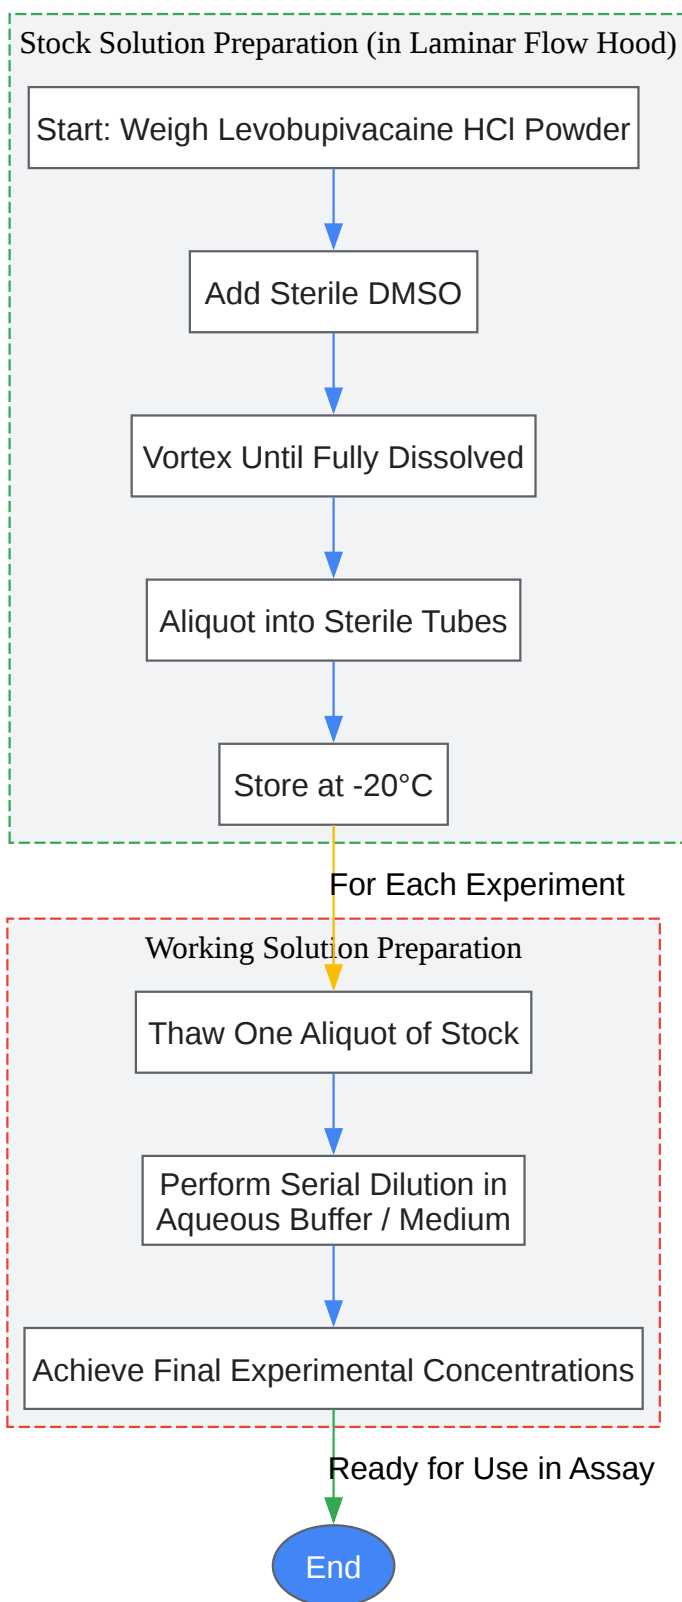 Stock Solution Preparation (in Laminar Flow Hood)
Start: Weigh Levobupivacaine HCl Powder
Add Sterile DMSO
Vortex Until Fully Dissolved
Aliquot into Sterile Tubes
Store at -20°C
For Each Experiment
Working Solution Preparation
Thaw One Aliquot of Stock
Perform Serial Dilution in
Aqueous Buffer / Medium
Achieve Final Experimental Concentrations
Ready for Use in Assay
End